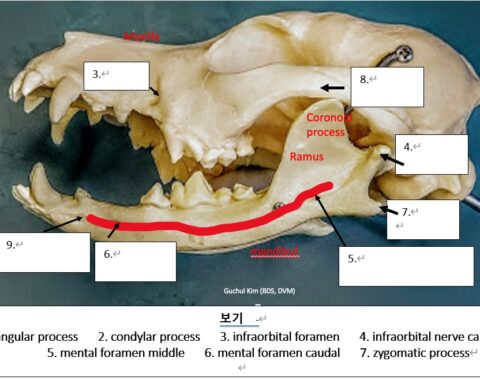 Maxilla
3.
8.
Coronoid
process
Ramus
4.
7.
9.
6.
5.
mandibul
Guchul Kim (BDS, DVM)
보기
angular process 2. condylar process 3. infraorbital foramen 4. infraorbital nerve ca
5. mental foramen middle 6. mental foramen caudal 7. zygomatic process